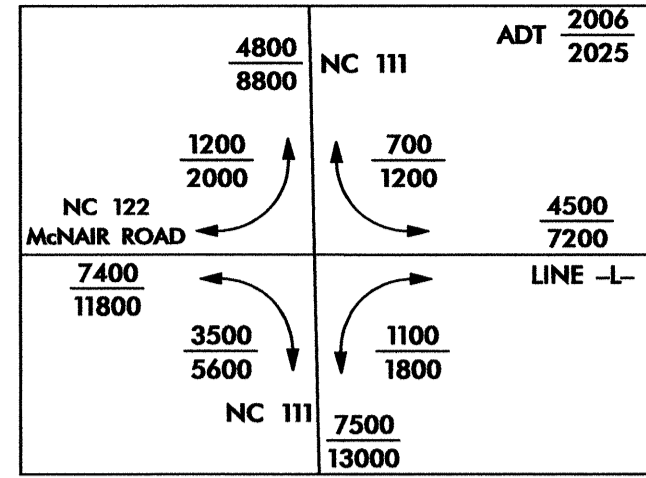 ADT 2006
2025
4800
8800
NC 111
1200
2000
700
1200
NC 122
McNAIR ROAD
4500
7200
7400
11800
LINE –L–
3500
5600
1100
1800
NC 111
7500
13000